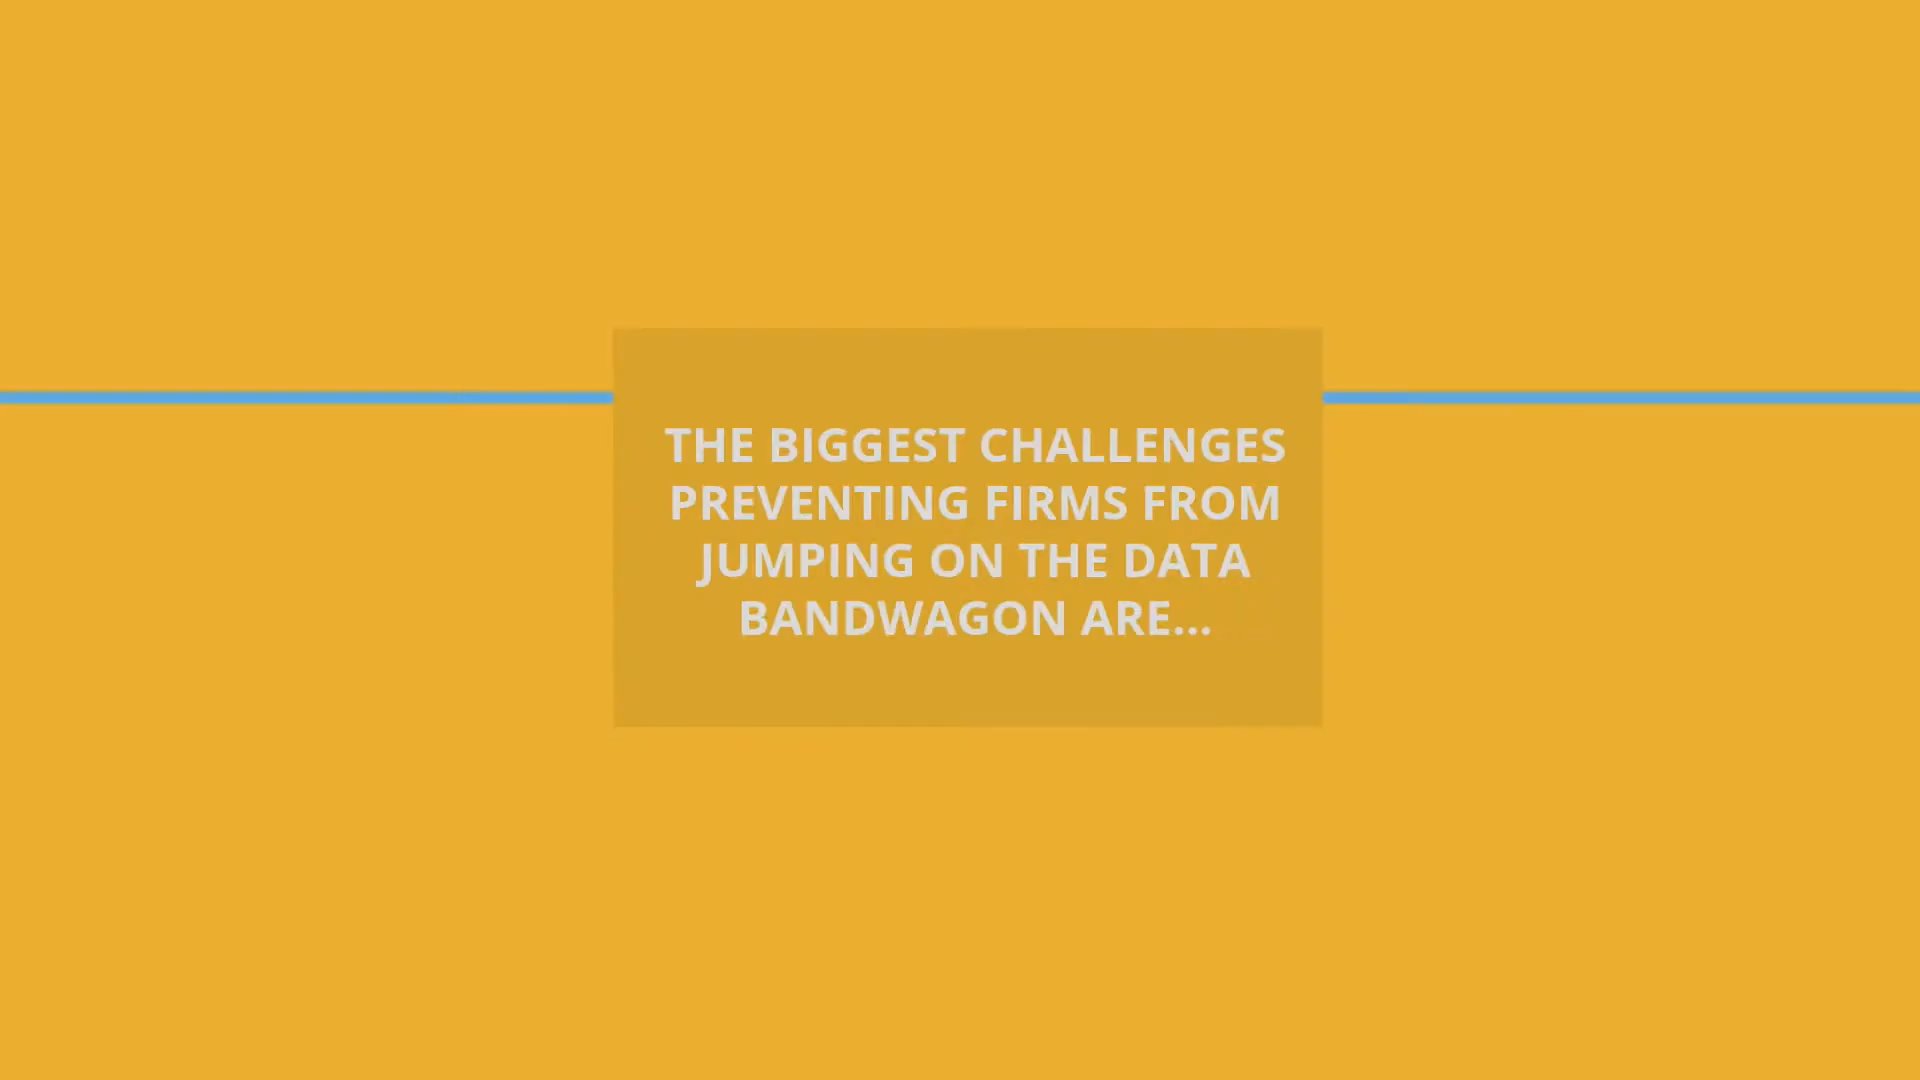 THE BIGGEST CHALLENGES
PREVENTING FIRMS FROM
JUMPING ON THE DATA
BANDWAGON ARE...